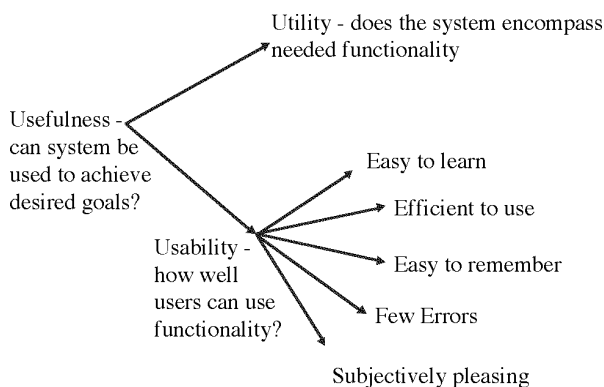 Utility - does the system encompass
needed functionality
Usefulness -
can system be
used to achieve
desired goals?
Easy to learn
Efficient to use
Usability -
how well
users can use
functionality?
Easy to remember
Few Errors
Subjectively pleasing